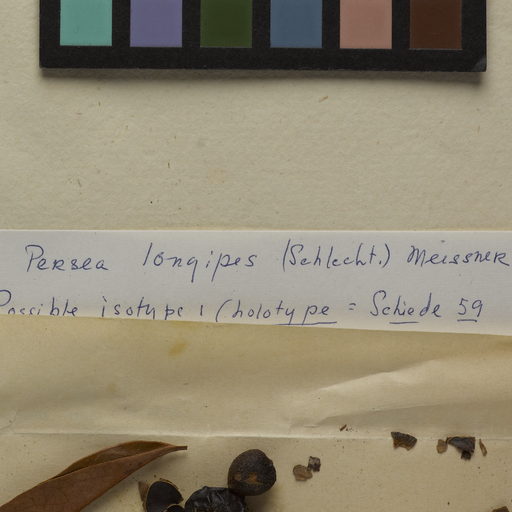 Persea longipes (Schlecht.) Meissner
Possible isotype ! (holotype = Schiede 59